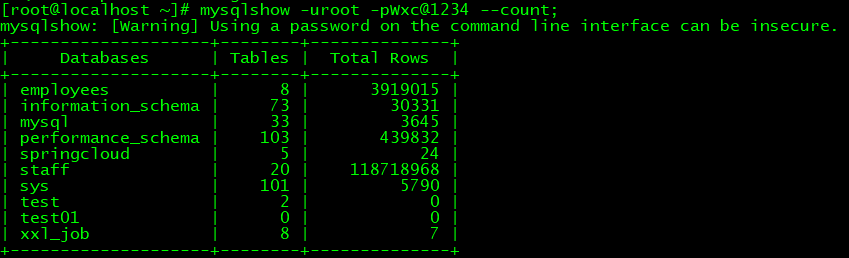 [root@localhost ~]# mysqlshow -uroot -pWxc@1234 --count;
mysqlshow: [Warning] Using a password on the command line interface can be insecure.
+--------------------+--------+--------------+
|     Databases      | Tables |  Total Rows  |
+--------------------+--------+--------------+
| employees          |      8 |      3919015 |
| information_schema |     73 |        30331 |
| mysql              |     33 |         3645 |
| performance_schema |    103 |       439832 |
| springcloud        |      5 |           24 |
| staff              |     20 |    118718968 |
| sys                |    101 |         5790 |
| test               |      2 |            0 |
| test01             |      0 |            0 |
| xxl_job            |      8 |            7 |
+--------------------+--------+--------------+